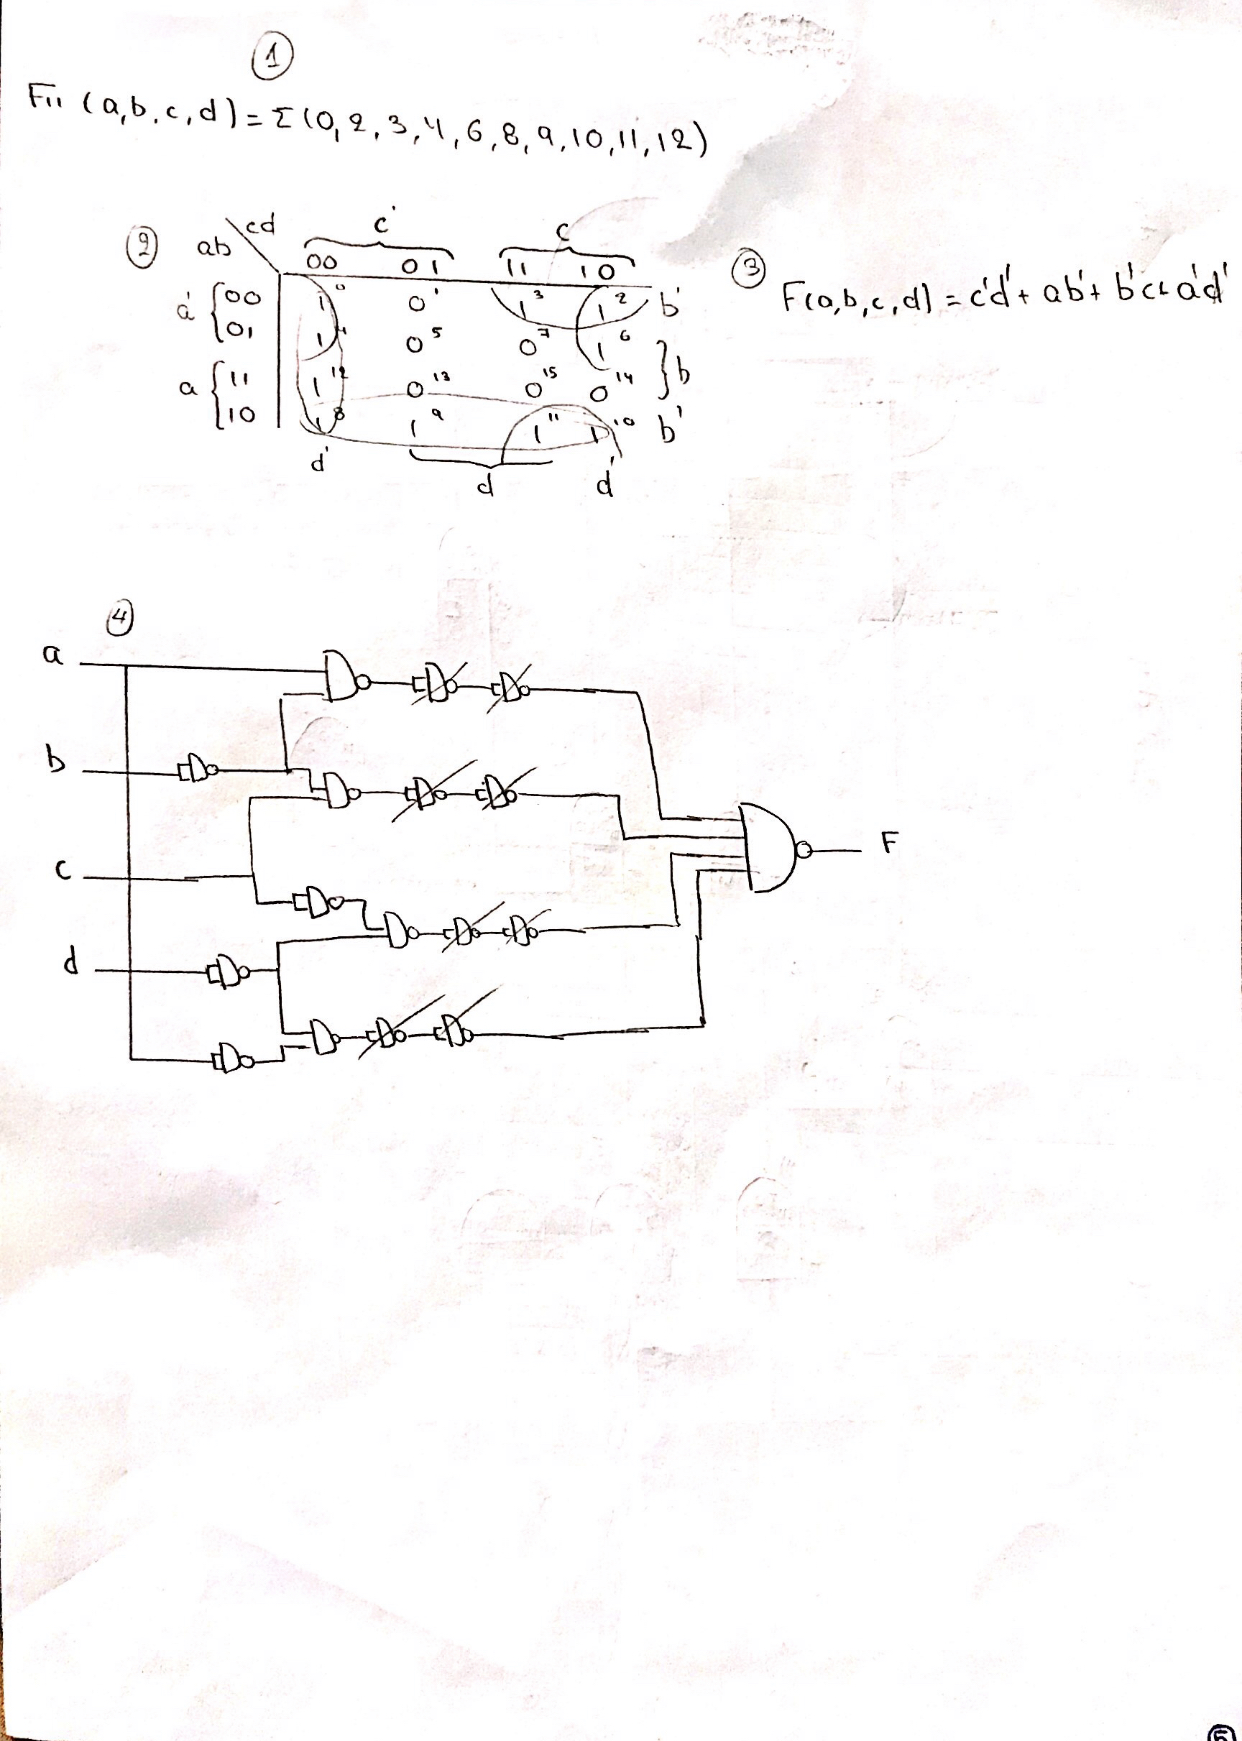 ①
F11 (a,b,c,d) = Σ(0,2,3,4,6,8,9,10,11,12)
② ab \ cd c' c
00 01 11 10
a' { 00 1 0 0 1 1 3 1 2 b'
01 1 4 0 5 0 7 1 6 } b
a { 11 1 12 0 13 0 15 0 14
10 1 8 1 9 1 11 1 10 b'
d' d d'
③ F(a,b,c,d) = c'd' + ab' + b'c + a'd'
④
a
b
c
d
F
⑤